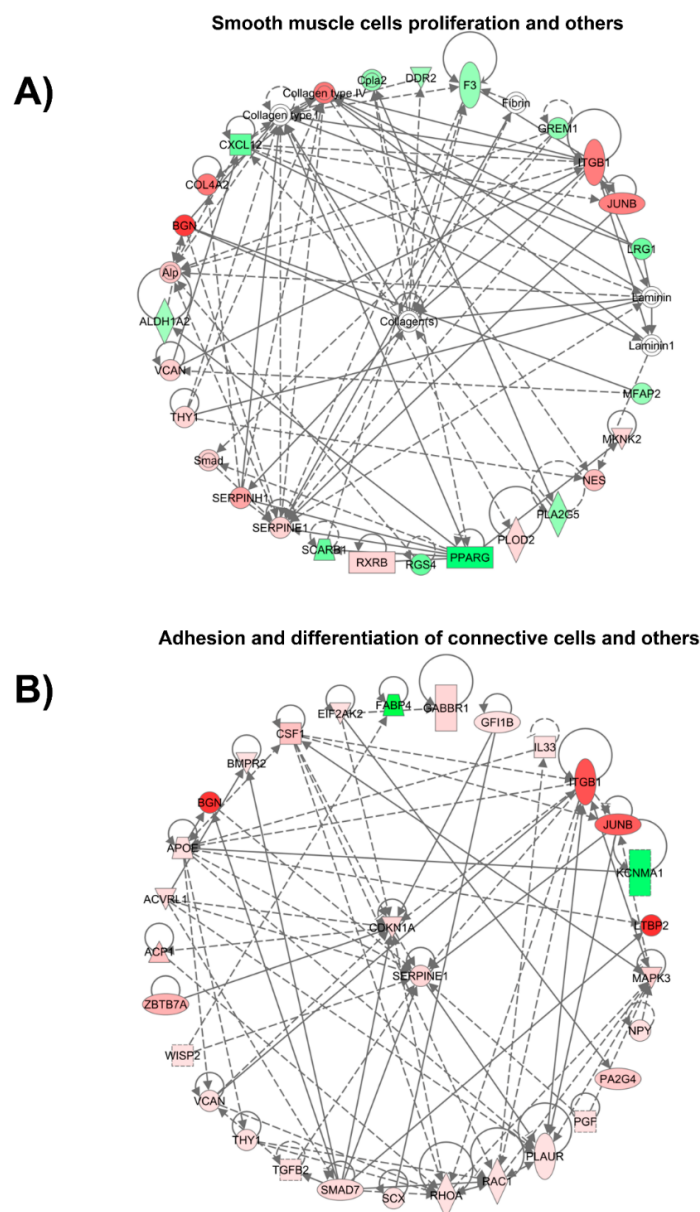 Smooth muscle cells proliferation and others
A)
Cpla2
DDR2
F3
Collagen type IV
Fibrin
Collagen type I
GREM1
CXCL12
ITGB1
COL4A2
JUNB
BGN
LRG1
Alp
Laminin
ALDH1A2
Collagen(s)
Laminin1
VCAN
MFAP2
THY1
MKNK2
Smad
NES
SERPINH1
PLA2G5
SERPINE1
PLOD2
SCARB1
PPARG
RXRB
RGS4
Adhesion and differentiation of connective cells and others
B)
FABP4
GABBR1
EIF2AK2
GFI1B
CSF1
IL33
BMPR2
ITGB1
BGN
JUNB
APOE
KCNMA1
ACVRL1
CDKN1A
LTBP2
ACP1
SERPINE1
MAPK3
ZBTB7A
NPY
WISP2
PA2G4
VCAN
PGF
THY1
PLAUR
TGFB2
RAC1
SMAD7
SCX
RHOA